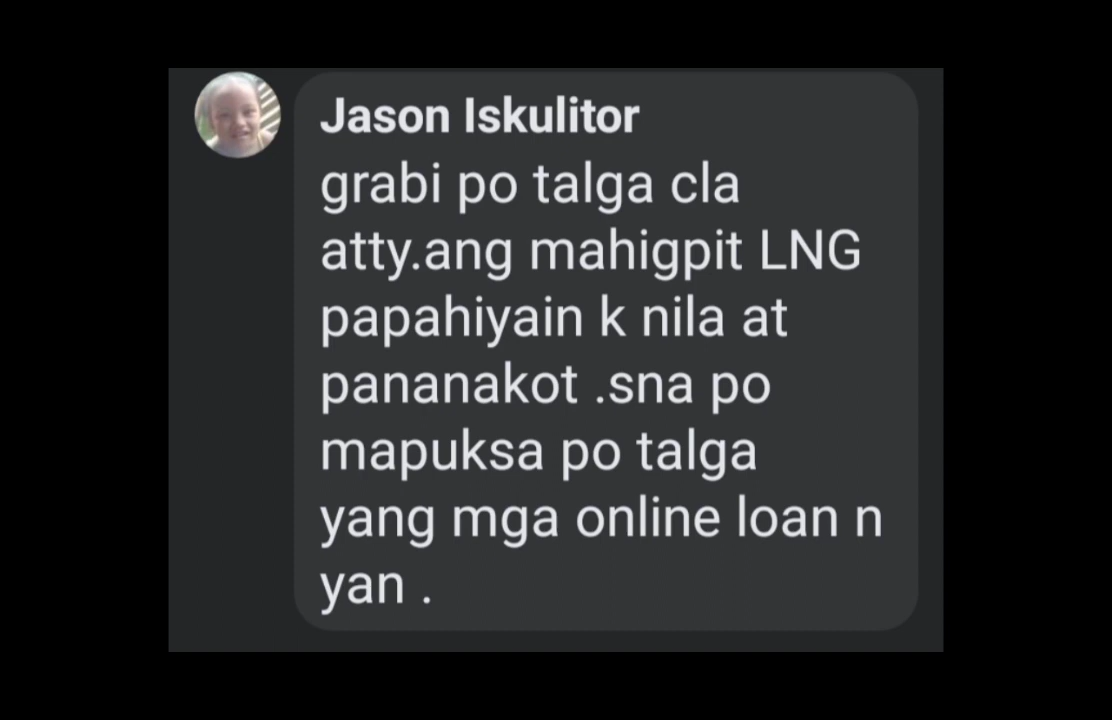 Jason Iskulitor
grabi po talga cla
atty.ang mahigpit LNG
papahiyain k nila at
pananakot .sna po
mapuksa po talga
yang mga online loan n
yan .